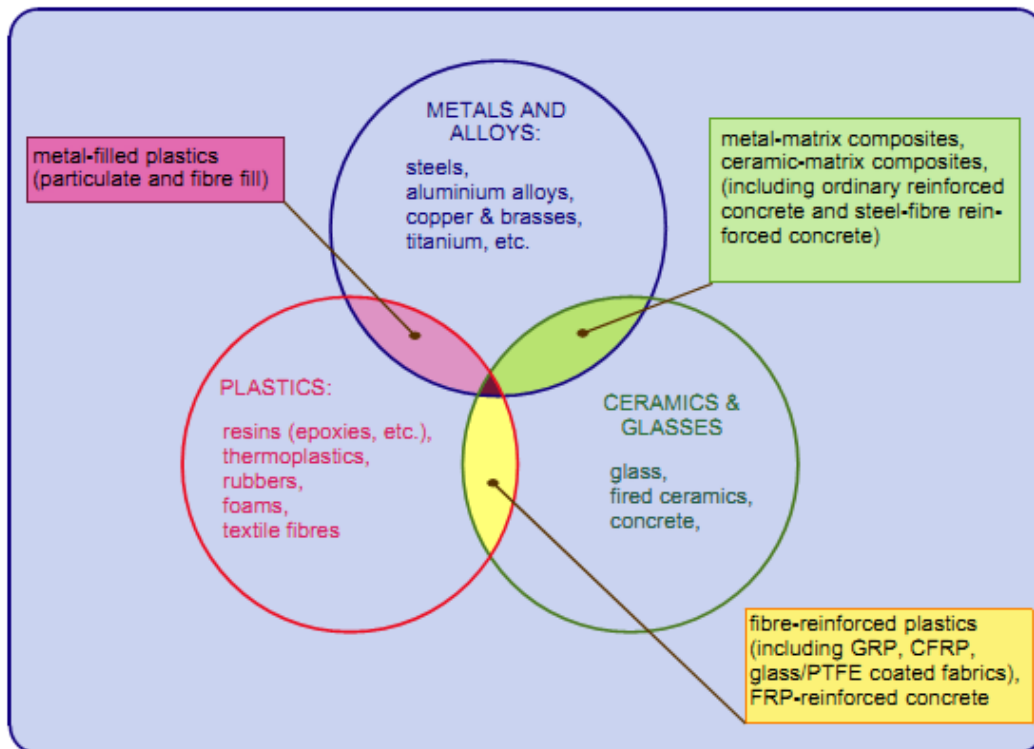 METALS AND
ALLOYS:
steels,
aluminium alloys,
copper & brasses,
titanium, etc.
metal-filled plastics
(particulate and fibre fill)
metal-matrix composites,
ceramic-matrix composites,
(including ordinary reinforced
concrete and steel-fibre rein-
forced concrete)
PLASTICS:
resins (epoxies, etc.),
thermoplastics,
rubbers,
foams,
textile fibres
CERAMICS &
GLASSES
glass,
fired ceramics,
concrete,
fibre-reinforced plastics
(including GRP, CFRP,
glass/PTFE coated fabrics),
FRP-reinforced concrete